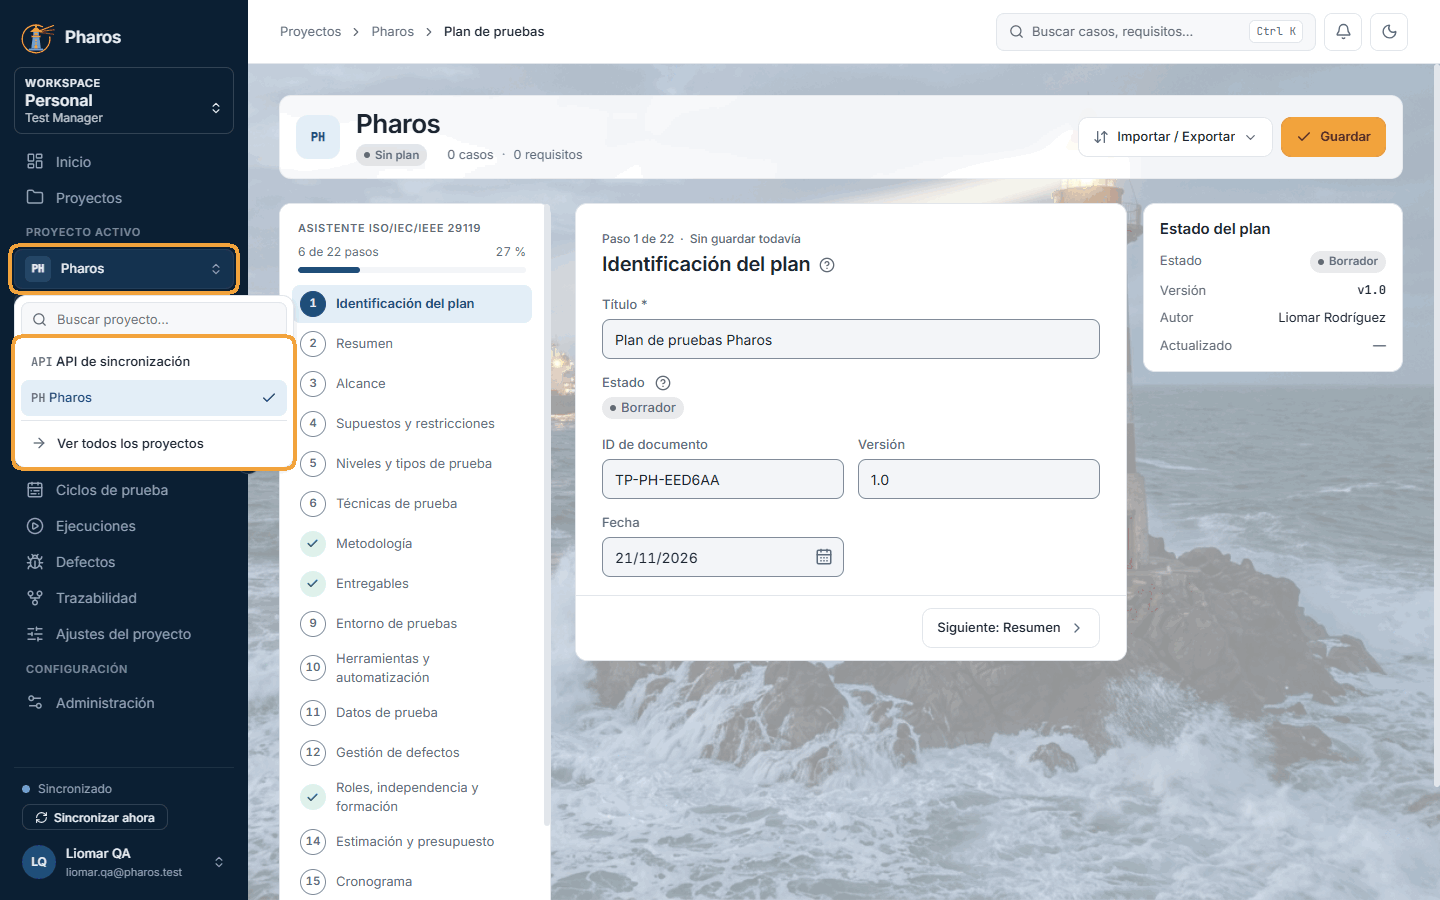 Pharos
WORKSPACE
Personal
Test Manager
Inicio
Proyectos
PROYECTO ACTIVO
PH Pharos
Buscar proyecto...
API API de sincronización
PH Pharos
Ver todos los proyectos
Ciclos de prueba
Ejecuciones
Defectos
Trazabilidad
Ajustes del proyecto
CONFIGURACIÓN
Administración
Sincronizado
Sincronizar ahora
LQ
Liomar QA
liomar.qa@pharos.test
Proyectos > Pharos > Plan de pruebas
Buscar casos, requisitos... Ctrl K
PH
Pharos
Sin plan 0 casos · 0 requisitos
Importar / Exportar
Guardar
ASISTENTE ISO/IEC/IEEE 29119
6 de 22 pasos 27 %
1 Identificación del plan
2 Resumen
3 Alcance
4 Supuestos y restricciones
5 Niveles y tipos de prueba
6 Técnicas de prueba
Metodología
Entregables
9 Entorno de pruebas
10 Herramientas y
automatización
11 Datos de prueba
12 Gestión de defectos
Roles, independencia y
formación
14 Estimación y presupuesto
15 Cronograma
Paso 1 de 22 · Sin guardar todavía
Identificación del plan ?
Título *
Plan de pruebas Pharos
Estado ?
Borrador
ID de documento Versión
TP-PH-EED6AA 1.0
Fecha
21/11/2026
Siguiente: Resumen
Estado del plan
Estado Borrador
Versión v1.0
Autor Liomar Rodríguez
Actualizado —